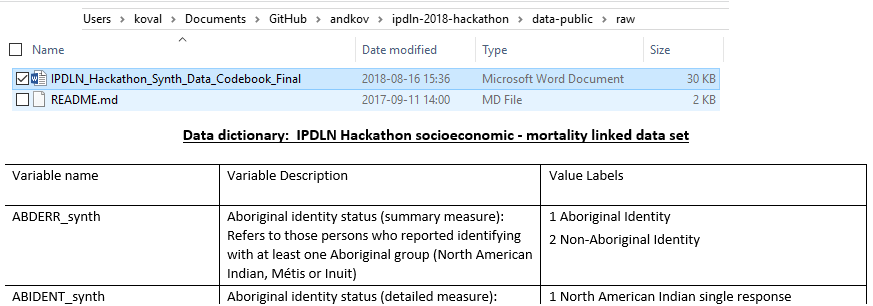 Users > koval > Documents > GitHub > andkov > ipdln-2018-hackathon > data-public > raw
Name Date modified Type Size
IPDLN_Hackathon_Synth_Data_Codebook_Final 2018-08-16 15:36 Microsoft Word Document 30 KB
README.md 2017-09-11 14:00 MD File 2 KB
Data dictionary: IPDLN Hackathon socioeconomic - mortality linked data set
Variable name Variable Description Value Labels
ABDERR_synth Aboriginal identity status (summary measure): 1 Aboriginal Identity
Refers to those persons who reported identifying 2 Non-Aboriginal Identity
with at least one Aboriginal group (North American
Indian, Métis or Inuit)
ABIDENT_synth Aboriginal identity status (detailed measure): 1 North American Indian single response